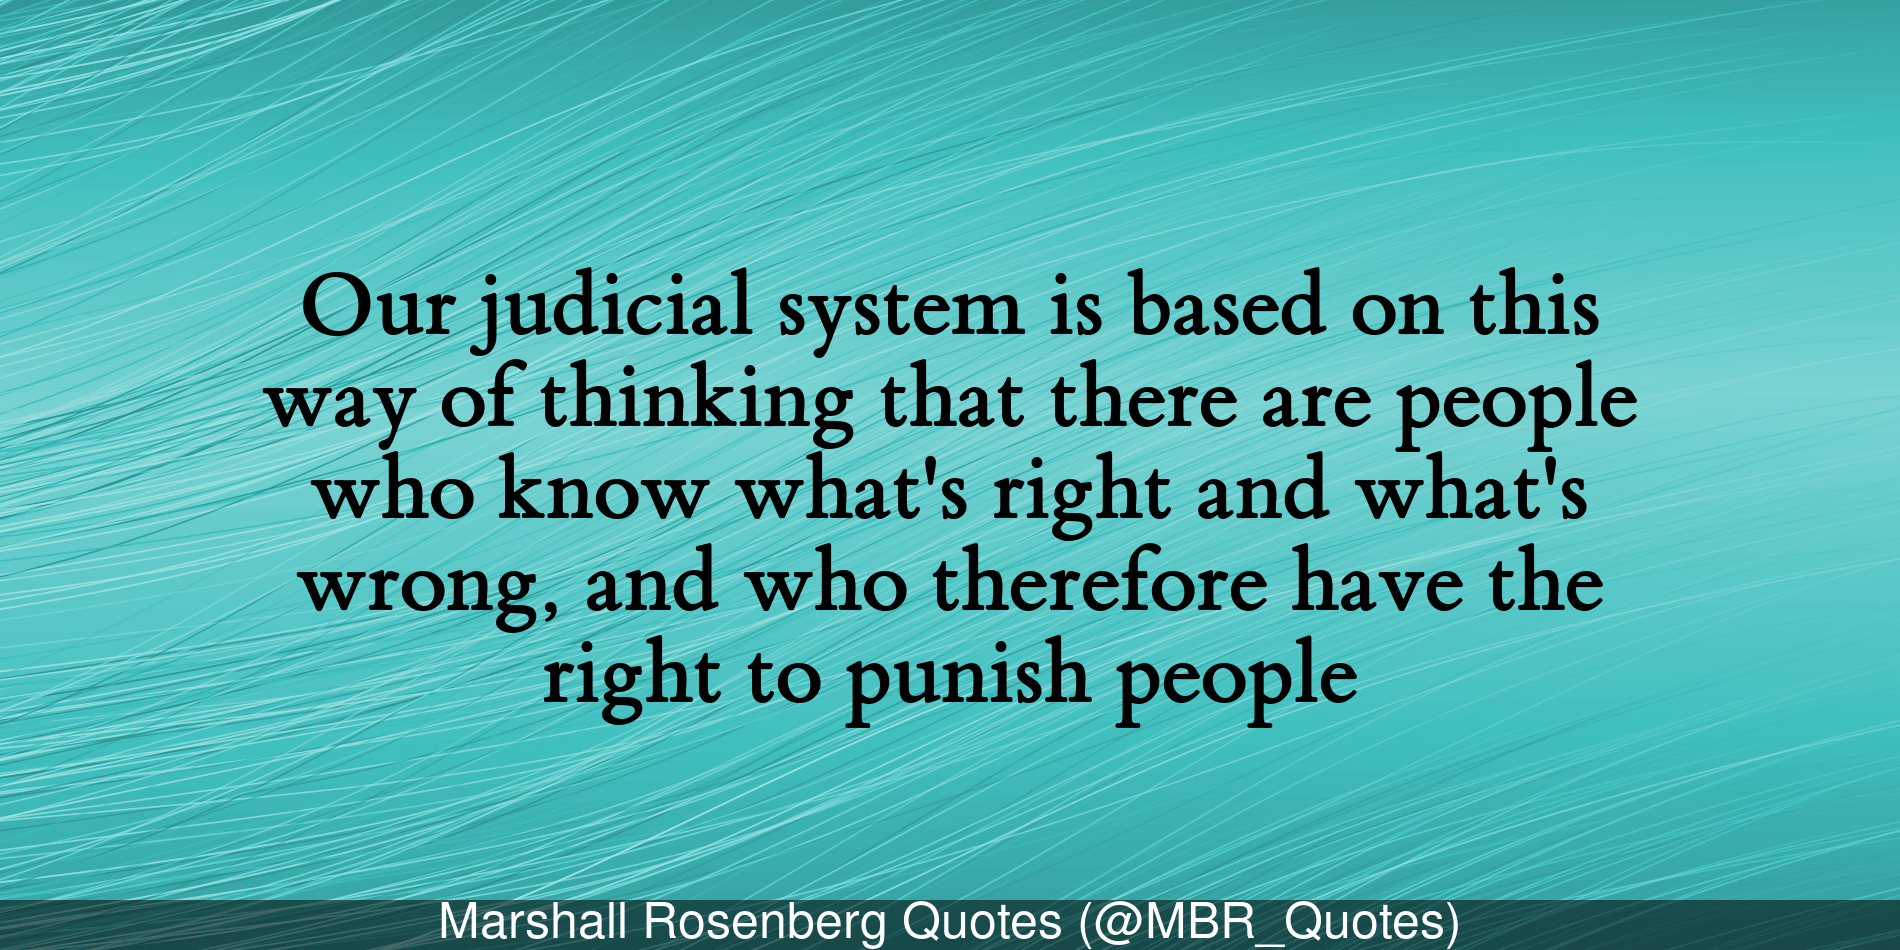 Our judicial system is based on this
way of thinking that there are people
who know what's right and what's
wrong, and who therefore have the
right to punish people
Marshall Rosenberg Quotes (@MBR_Quotes)